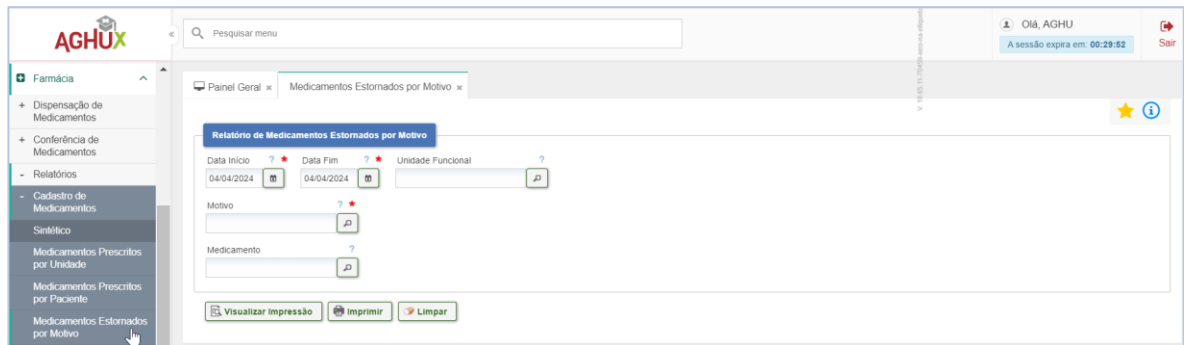 AGHUX
«
Pesquisar menu
Olá, AGHU
A sessão expira em: 00:29:52
Sair
Farmácia
+ Dispensação de
Medicamentos
+ Conferência de
Medicamentos
- Relatórios
- Cadastro de
Medicamentos
Sintético
Medicamentos Prescritos
por Unidade
Medicamentos Prescritos
por Paciente
Medicamentos Estornados
por Motivo
Painel Geral × Medicamentos Estornados por Motivo ×
Relatório de Medicamentos Estornados por Motivo
Data Início ? * Data Fim ? * Unidade Funcional ?
04/04/2024 04/04/2024
Motivo ? *
Medicamento ?
Visualizar Impressão Imprimir Limpar